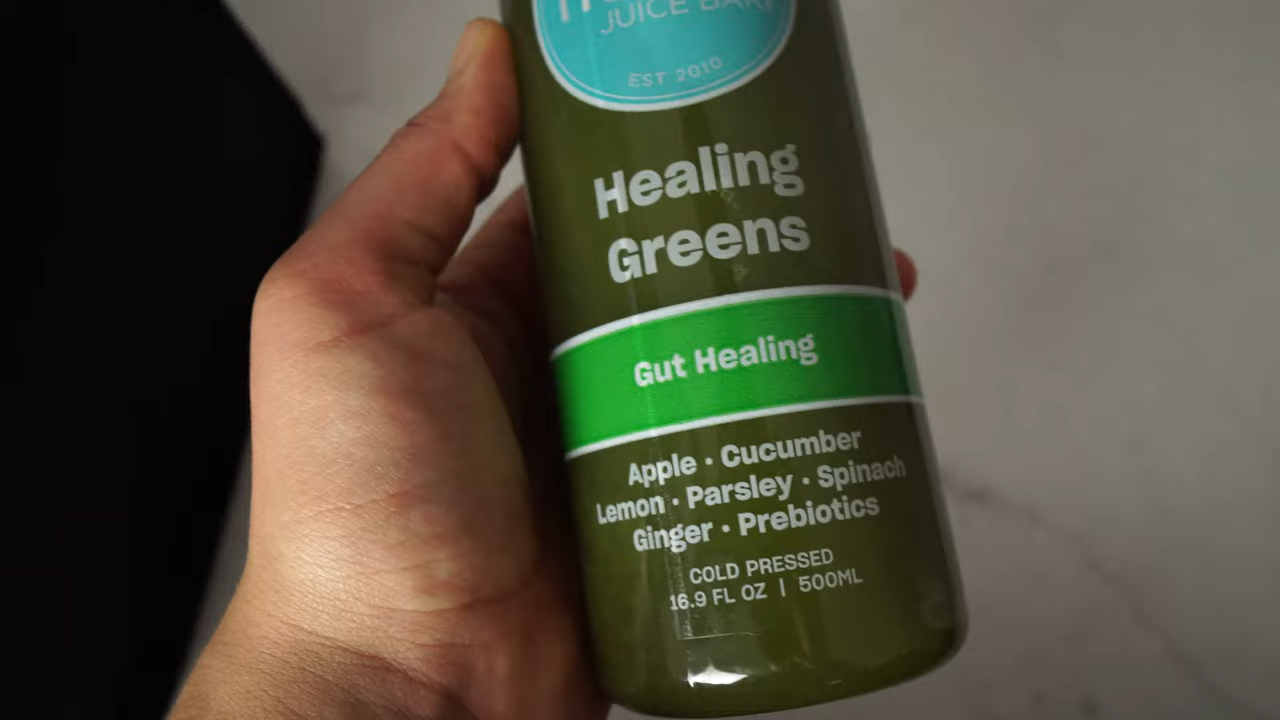 JUICE BAR
EST 2010
Healing
Greens
Gut Healing
Apple · Cucumber
Lemon · Parsley · Spinach
Ginger · Prebiotics
COLD PRESSED
16.9 FL OZ | 500ML